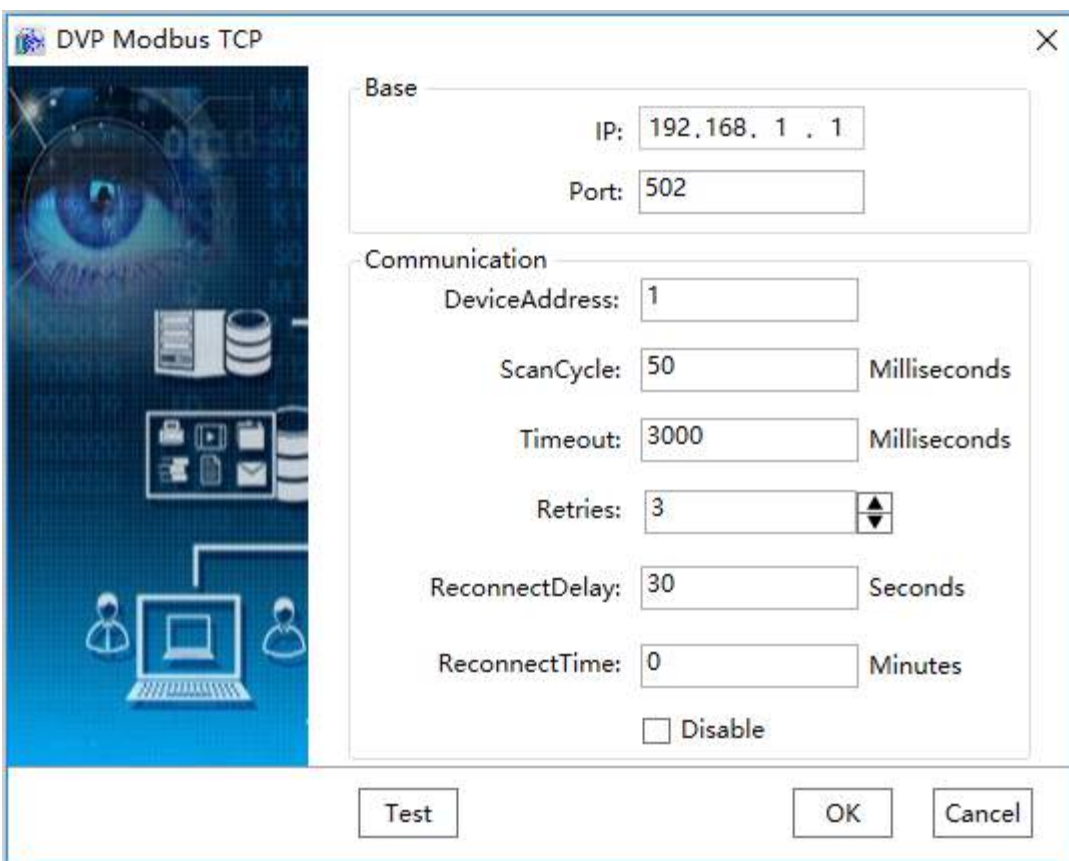 DVP Modbus TCP
Base
IP: 192.168. 1 . 1
Port: 502
Communication
DeviceAddress: 1
ScanCycle: 50 Milliseconds
Timeout: 3000 Milliseconds
Retries: 3
ReconnectDelay: 30 Seconds
ReconnectTime: 0 Minutes
Disable
Test OK Cancel